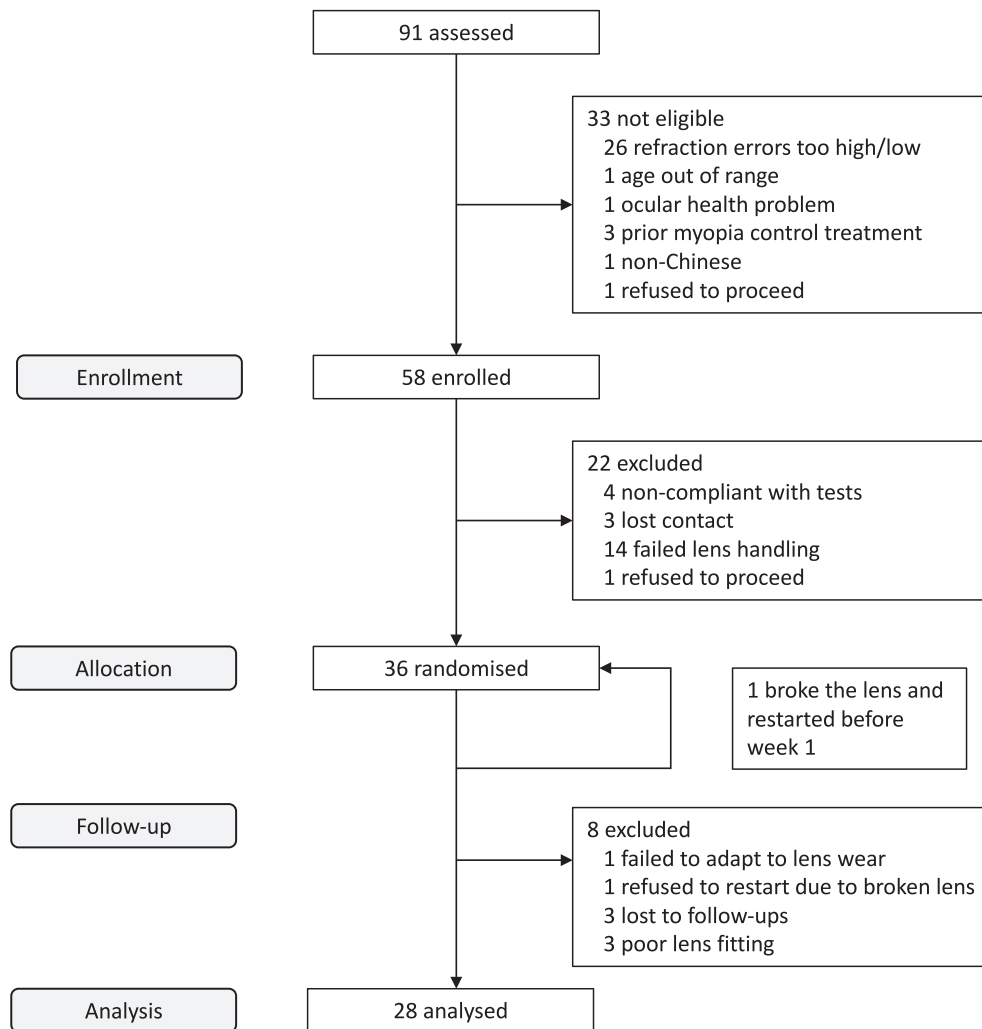 91 assessed
33 not eligible
26 refraction errors too high/low
1 age out of range
1 ocular health problem
3 prior myopia control treatment
1 non-Chinese
1 refused to proceed
Enrollment
58 enrolled
22 excluded
4 non-compliant with tests
3 lost contact
14 failed lens handling
1 refused to proceed
Allocation
36 randomised
1 broke the lens and
restarted before
week 1
Follow-up
8 excluded
1 failed to adapt to lens wear
1 refused to restart due to broken lens
3 lost to follow-ups
3 poor lens fitting
Analysis
28 analysed